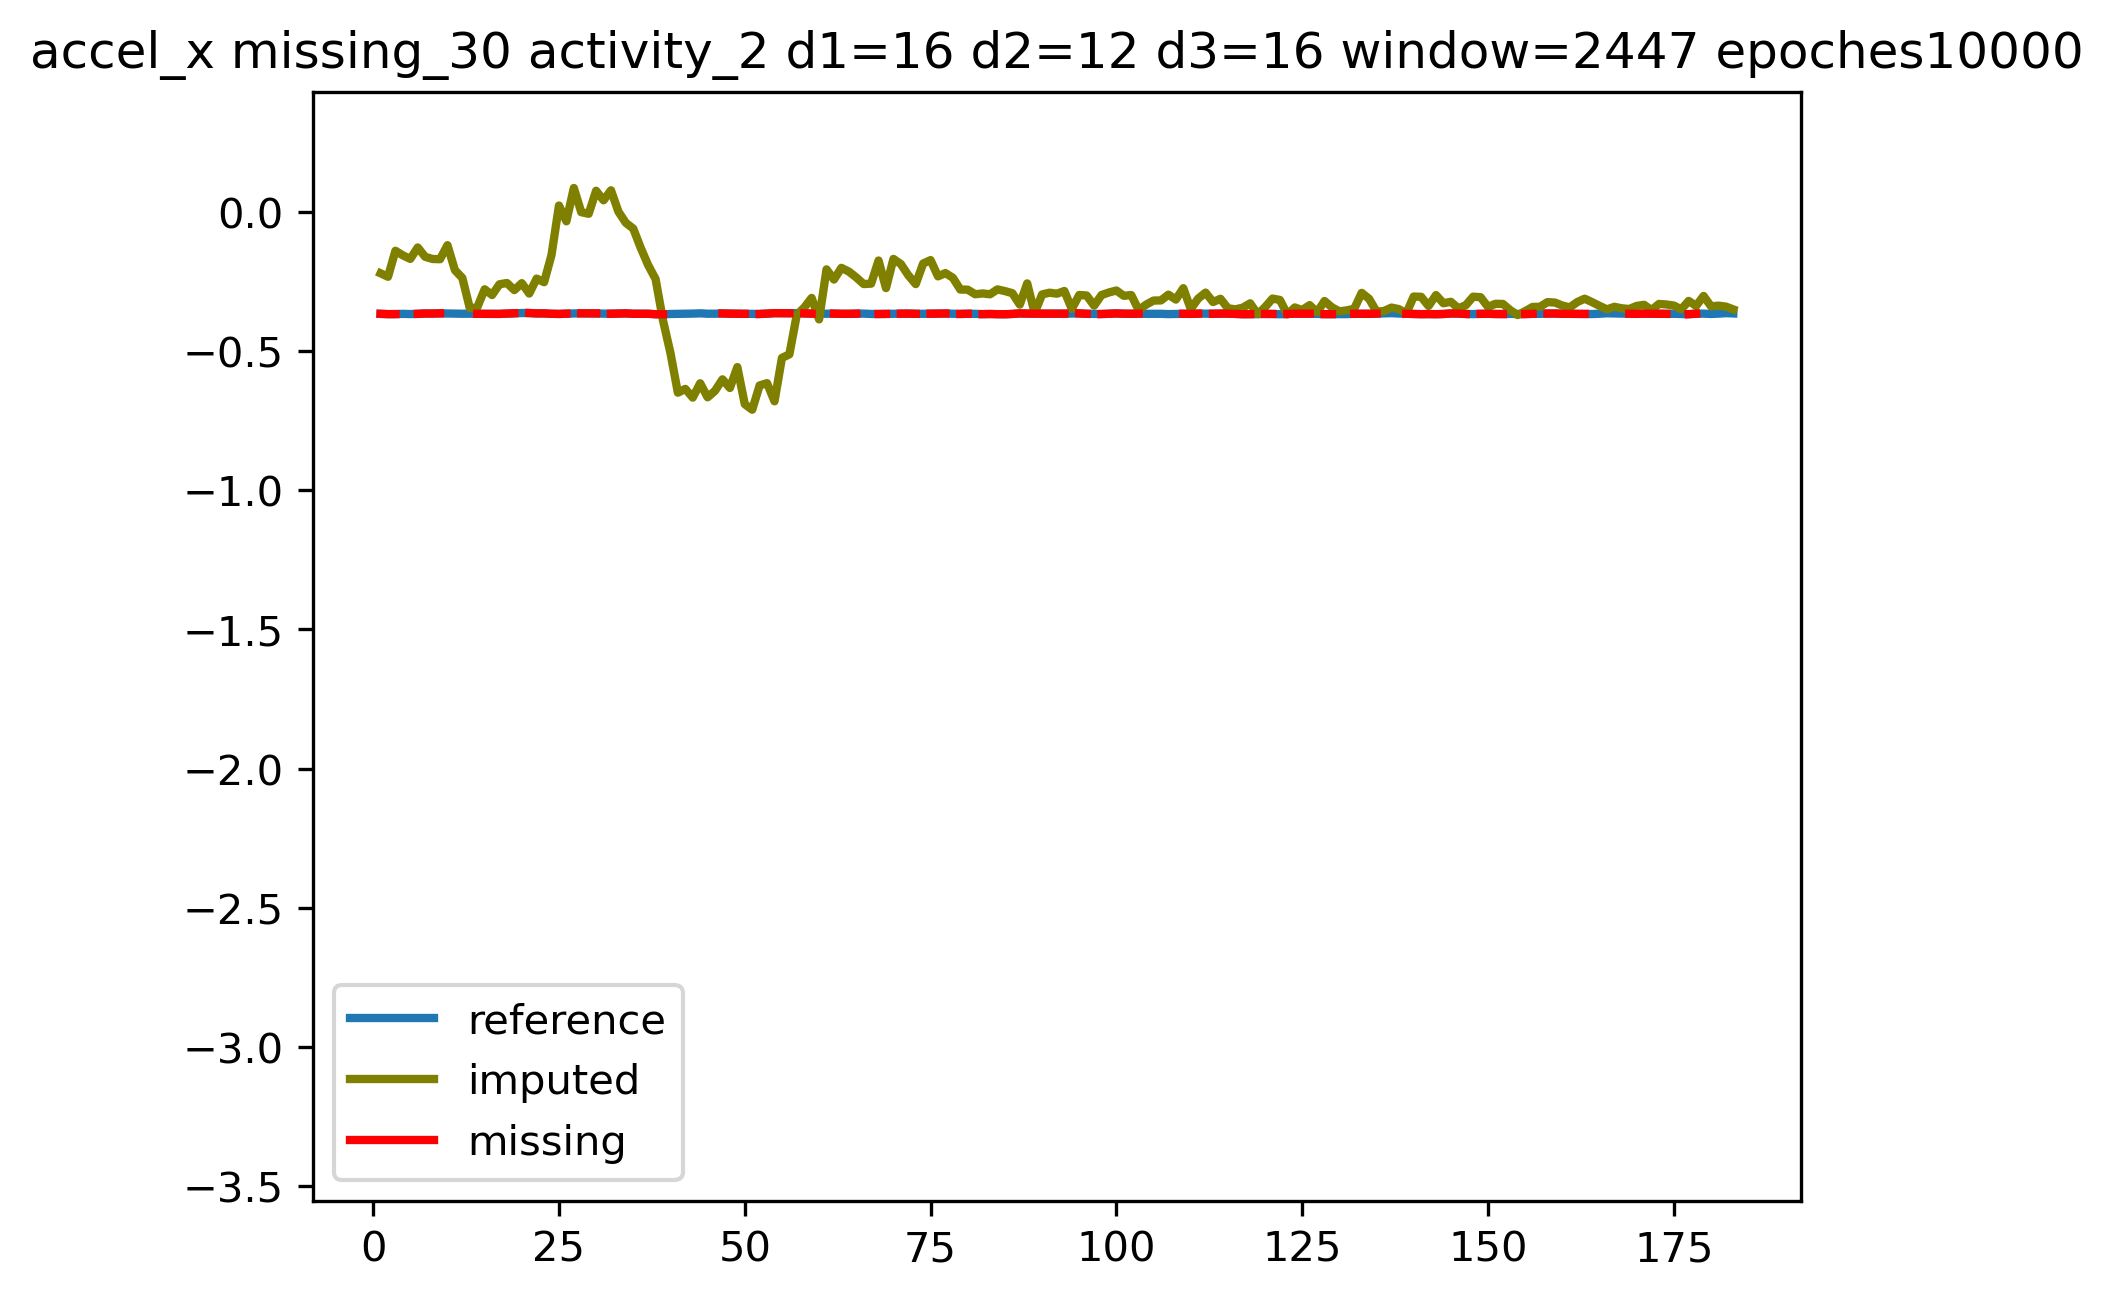 accel_x missing_30 activity_2 d1=16 d2=12 d3=16 window=2447 epoches10000
0.0
−0.5
−1.0
−1.5
−2.0
−2.5
−3.0
−3.5
reference
imputed
missing
0 25 50 75 100 125 150 175